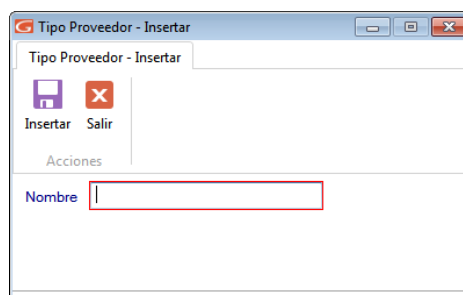 Tipo Proveedor - Insertar
Tipo Proveedor - Insertar
Insertar Salir
Acciones
Nombre